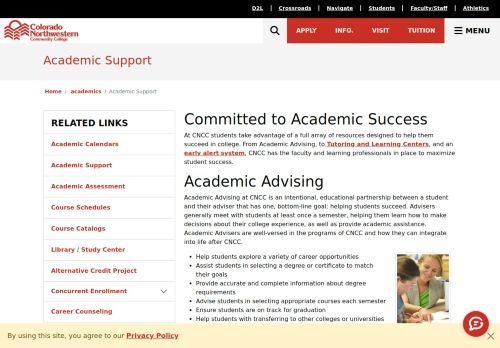 D2L | Crossroads | Navigate | Students | Faculty/Staff | Athletics
Colorado
Northwestern
Community College
APPLY INFO. VISIT TUITION MENU
Academic Support
Home / academics / Academic Support
RELATED LINKS
Academic Calendars
Academic Support
Academic Assessment
Course Schedules
Course Catalogs
Library / Study Center
Alternative Credit Project
Concurrent Enrollment
Career Counseling
Committed to Academic Success
At CNCC students take advantage of a full array of resources designed to help them
succeed in college. From Academic Advising, to Tutoring and Learning Centers, and an
early alert system, CNCC has the faculty and learning professionals in place to maximize
student success.
Academic Advising
Academic Advising at CNCC is an intentional, educational partnership between a student
and their adviser that has one, bottom-line goal: helping students succeed. Advisers
generally meet with students at least once a semester, helping them learn how to make
decisions about their college experience, as well as provide academic assistance.
Academic Advisers are well-versed in the programs of CNCC and how they can integrate
into life after CNCC.
• Help students explore a variety of career opportunities
• Assist students in selecting a degree or certificate to match
their goals
• Provide accurate and complete information about degree
requirements
• Advise students in selecting appropriate courses each semester
• Ensure students are on track for graduation
• Help students with transferring to other colleges or universities
By using this site, you agree to our Privacy Policy